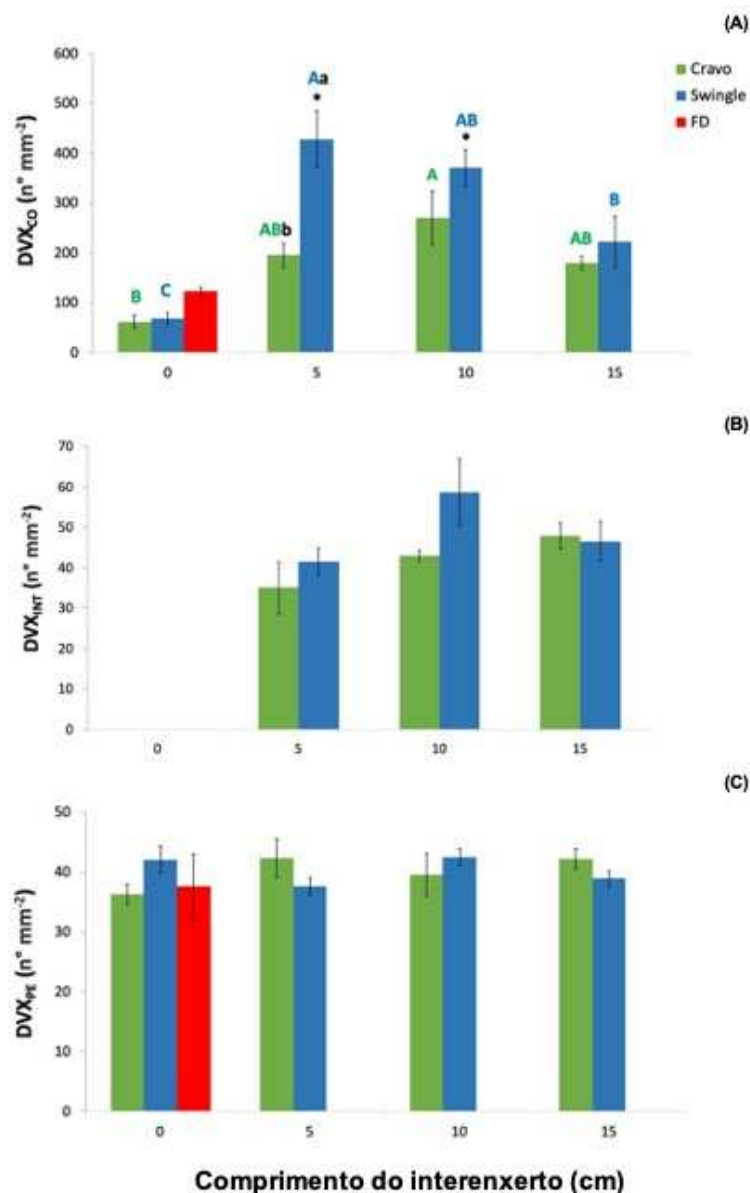 (A)
600
500
400
300
200
100
0
DVXCO (n° mm-2)
Cravo
Swingle
FD
B
C
ABb
Aa
•
A
AB
•
AB
B
0
5
10
15
(B)
70
60
50
40
30
20
10
0
DVXINT (n° mm-2)
0
5
10
15
(C)
50
40
30
20
10
0
DVXPE (n° mm-2)
0
5
10
15
Comprimento do interenxerto (cm)